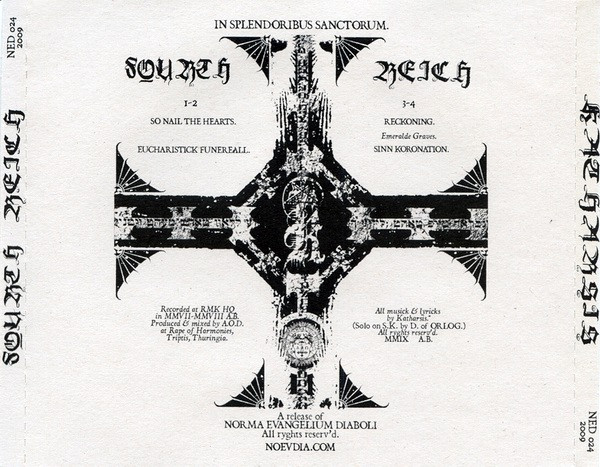 IN SPLENDORIBUS SANCTORUM.
FOURTH REICH
1-2
SO NAIL THE HEARTS.
EUCHARISTICK FUNEREALL.
3-4
RECKONING.
Emeralde Graves.
SINN KORONATION.
Recorded at RMK HQ
in MMVII-MMVIII A.B.
Produced & mixed by A.O.D.
at Rape of Harmonies,
Triptis, Thuringia.
All musick & lyricks
by Katharsis.
(Solo on S.K. by D. of ORLOG.)
All ryghts reserv'd.
MMIX A.B.
A release of
NORMA EVANGELIUM DIABOLI
All ryghts reserv'd.
NOEVDIA.COM
NED 024
2009
FOURTH REICH
KATHARSIS
NED 024
2009